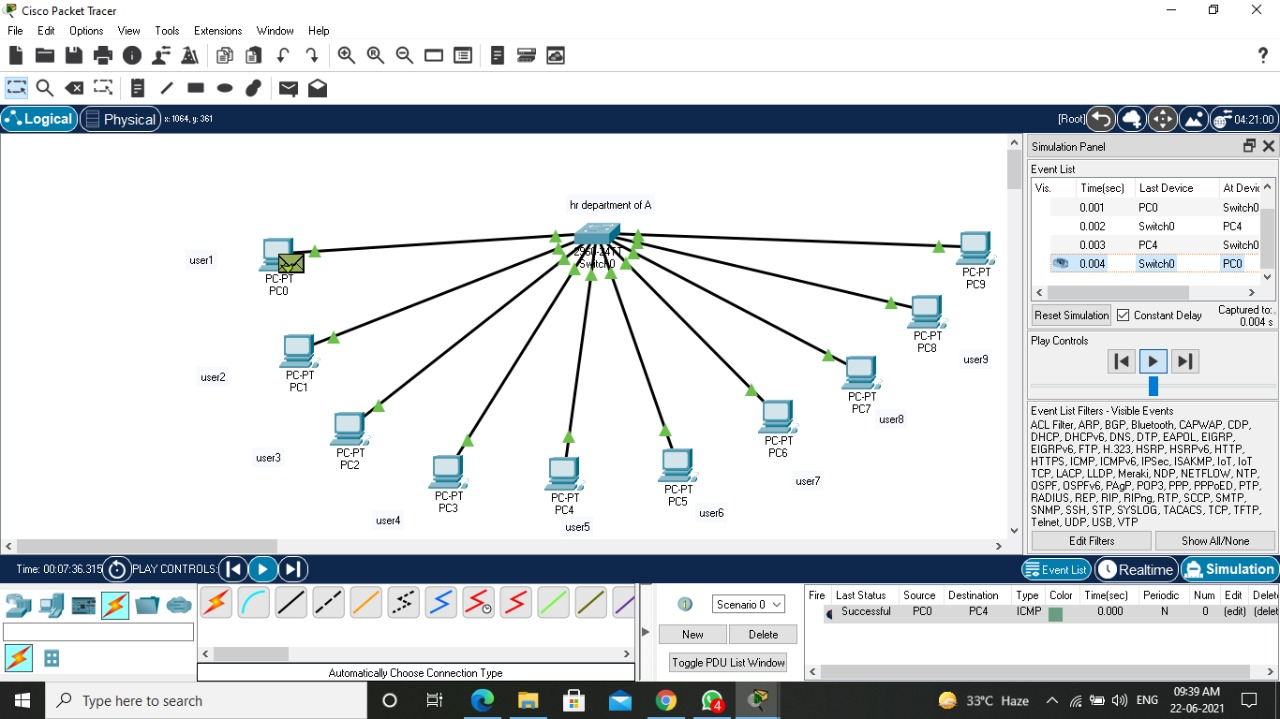 Cisco Packet Tracer
File Edit Options View Tools Extensions Window Help
?
Logical Physical x: 1064, y: 361 [Root] 04:21:00
hr department of A
Switch0
user1
PC-PT
PC0
PC-PT
PC1
user2
PC-PT
PC2
user3
PC-PT
PC3
user4
PC-PT
PC4
user5
PC-PT
PC5
user6
PC-PT
PC6
user7
PC-PT
PC7
user8
PC-PT
PC8
user9
PC-PT
PC9
Simulation Panel
Event List
Vis. Time(sec) Last Device At Devic
0.001 PC0 Switch0
0.002 Switch0 PC4
0.003 PC4 Switch0
0.004 Switch0 PC0
Reset Simulation Constant Delay Captured to:
0.004 s
Play Controls
Event List Filters - Visible Events
ACL Filter, ARP, BGP, Bluetooth, CAPWAP, CDP,
DHCP, DHCPv6, DNS, DTP, EAPOL, EIGRP,
EIGRPv6, FTP, H.323, HSRP, HSRPv6, HTTP,
HTTPS, ICMP, ICMPv6, IPSec, ISAKMP, IoT, IoT
TCP, LACP, LLDP, Meraki, NDP, NETFLOW, NTP,
OSPF, OSPFv6, PAgP, POP3, PPP, PPPoED, PTP,
RADIUS, REP, RIP, RIPng, RTP, SCCP, SMTP,
SNMP, SSH, STP, SYSLOG, TACACS, TCP, TFTP,
Telnet, UDP, USB, VTP
Edit Filters Show All/None
Time: 00:07:36.315 PLAY CONTROLS: Event List Realtime Simulation
Scenario 0
New Delete
Toggle PDU List Window
Automatically Choose Connection Type
Fire Last Status Source Destination Type Color Time(sec) Periodic Num Edit Delet
Successful PC0 PC4 ICMP 0.000 N 0 (edit) (delet
Type here to search
4
33°C Haze ENG 09:39 AM
22-06-2021